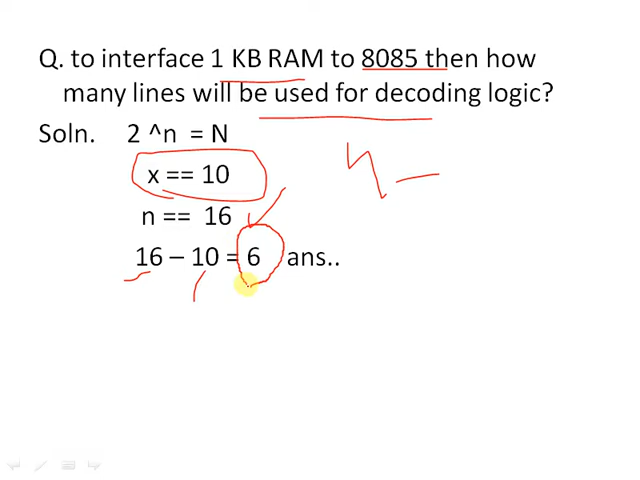 Q. to interface 1 KB RAM to 8085 then how
many lines will be used for decoding logic?
Soln. 2 ^n = N
x == 10
n == 16
16 – 10 = 6 ans..